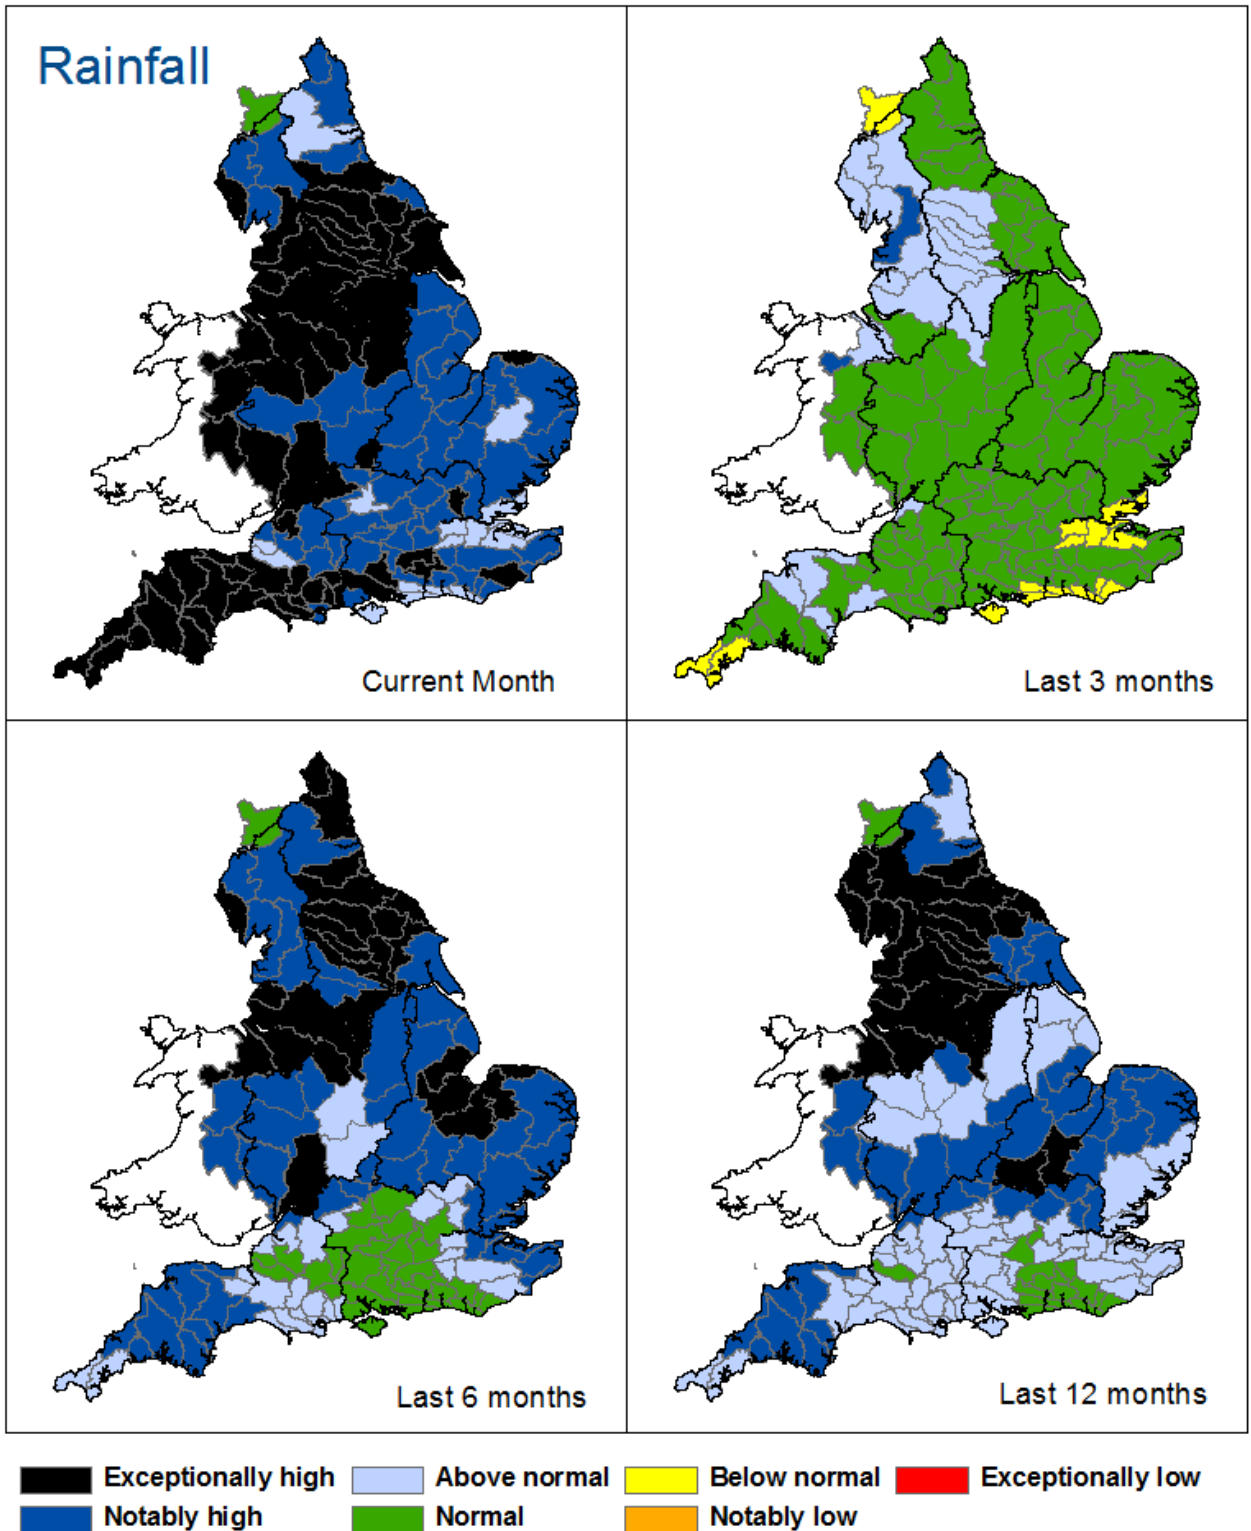 Rainfall
Current Month
Last 3 months
Last 6 months
Last 12 months
Exceptionally high Above normal Below normal Exceptionally low
Notably high Normal Notably low